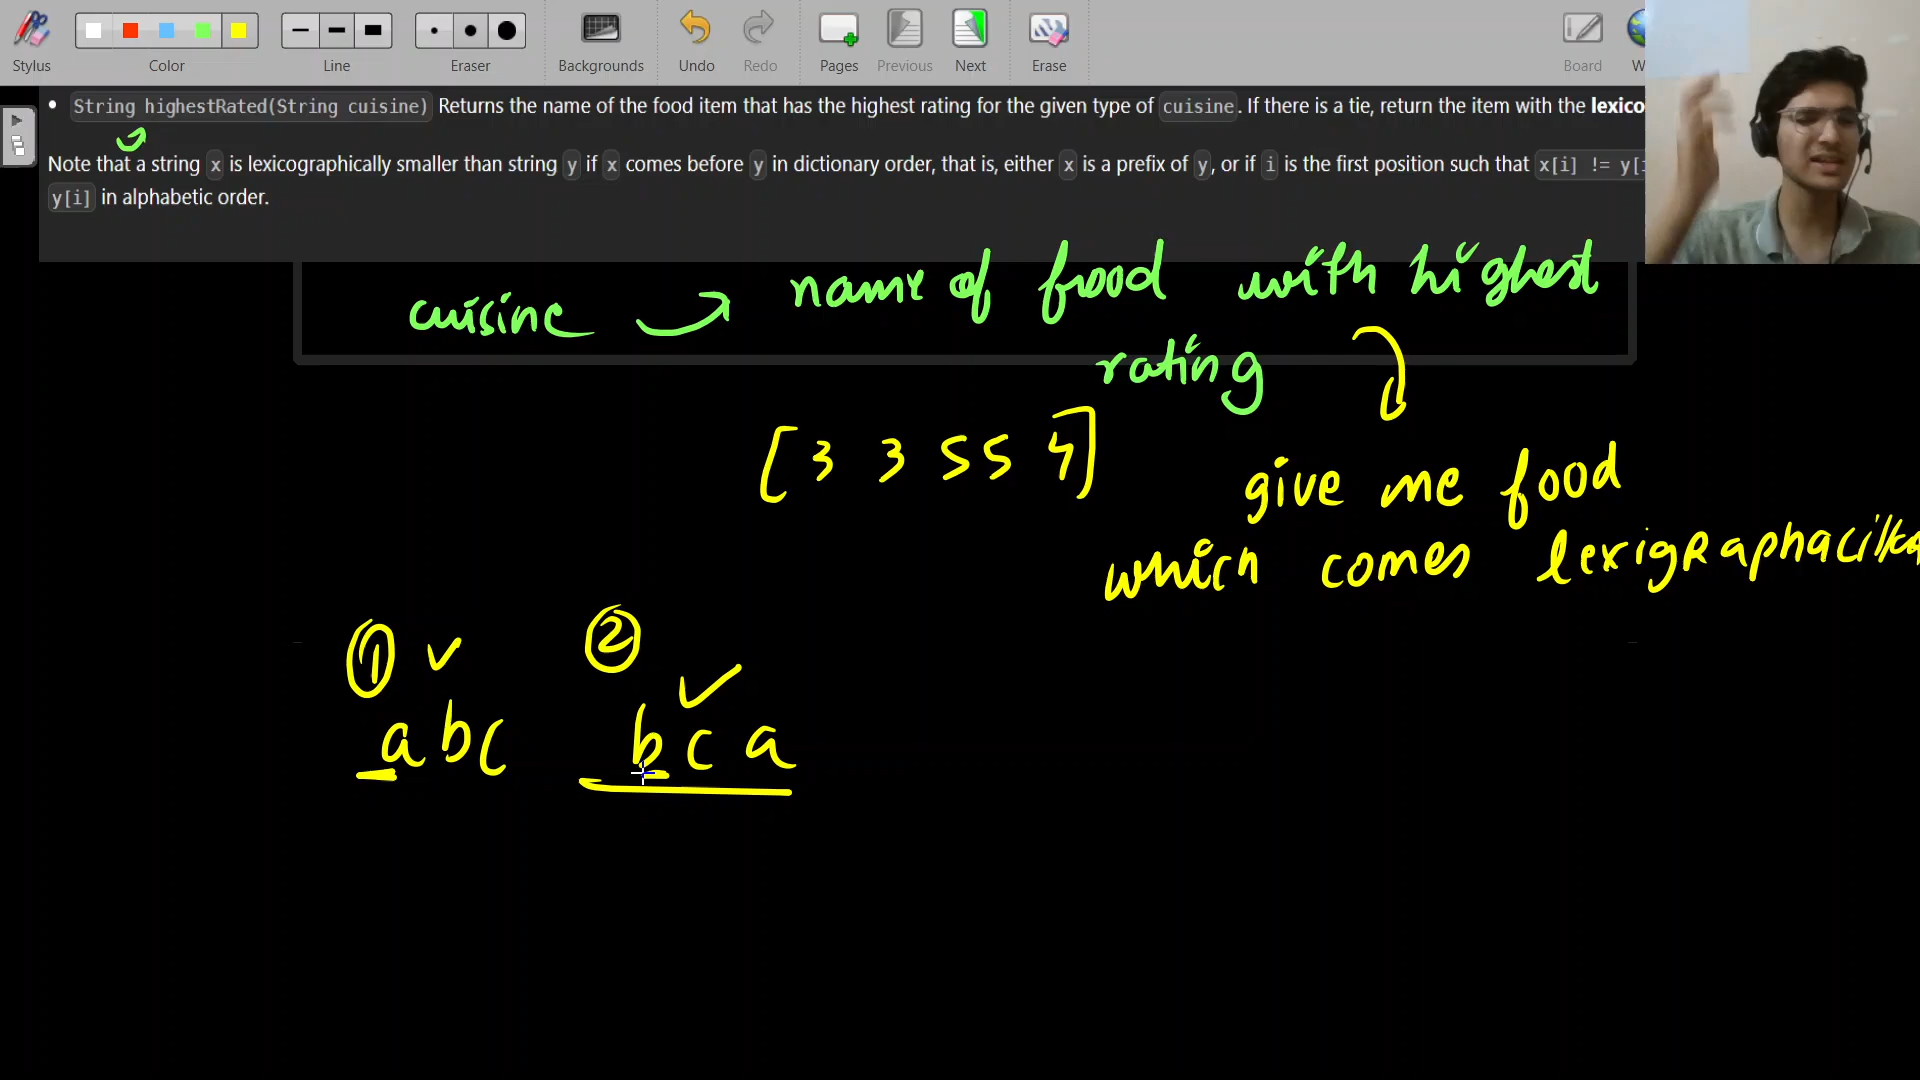 Stylus Color Line Eraser Backgrounds Undo Redo Pages Previous Next Erase Board W
• String highestRated(String cuisine) Returns the name of the food item that has the highest rating for the given type of cuisine. If there is a tie, return the item with the lexico
Note that a string x is lexicographically smaller than string y if x comes before y in dictionary order, that is, either x is a prefix of y, or if i is the first position such that x[i] != y[i
y[i] in alphabetic order.
cuisine name of food with highest
rating
[3 3 5 5 4]
give me food
which comes
① ②
abc bca